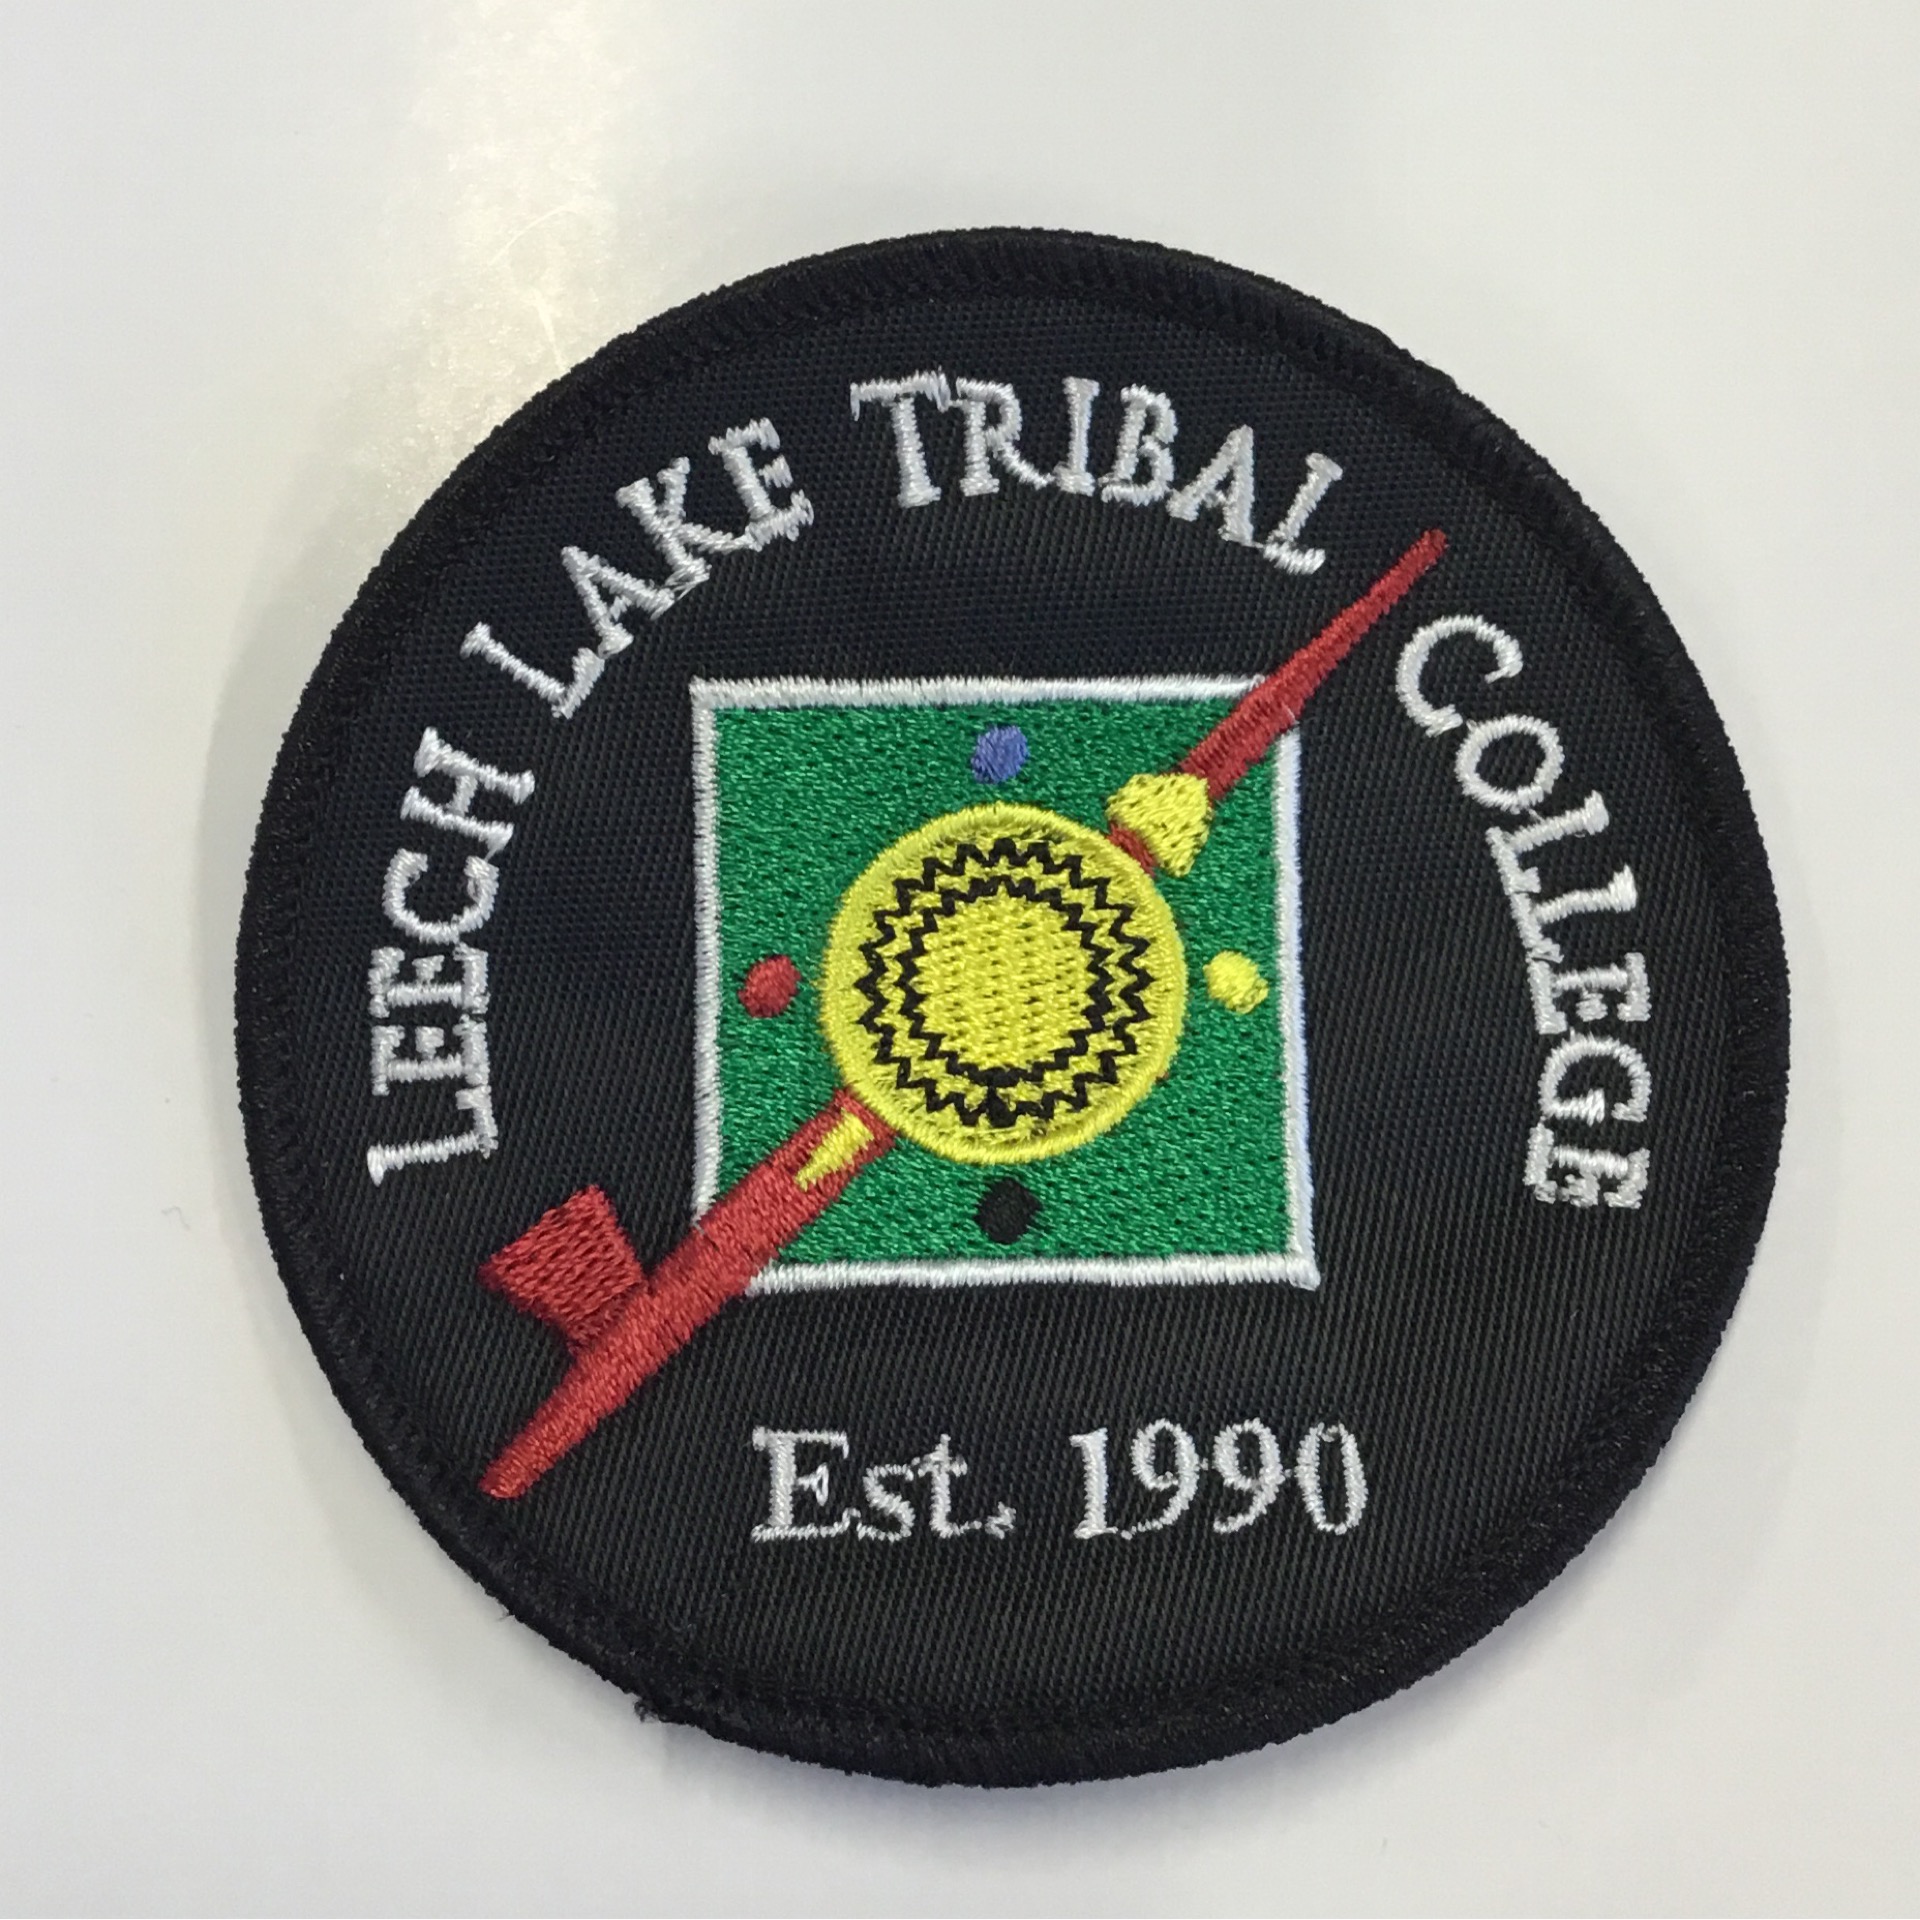 LEECH LAKE TRIBAL COLLEGE
Est. 1990